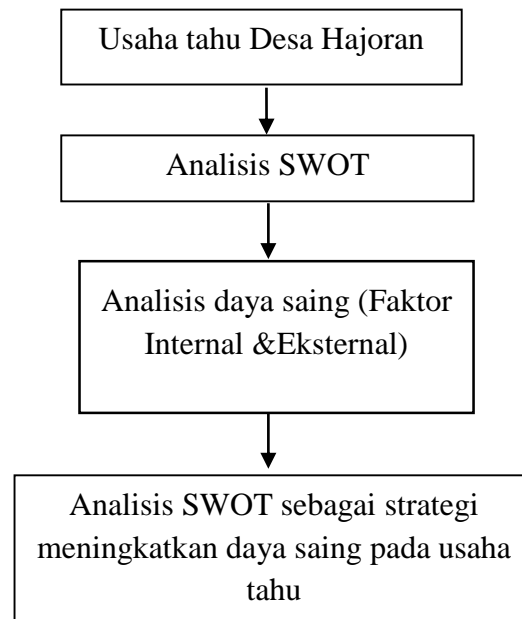 Usaha tahu Desa Hajoran
Analisis SWOT
Analisis daya saing (Faktor
Internal &Eksternal)
Analisis SWOT sebagai strategi
meningkatkan daya saing pada usaha
tahu